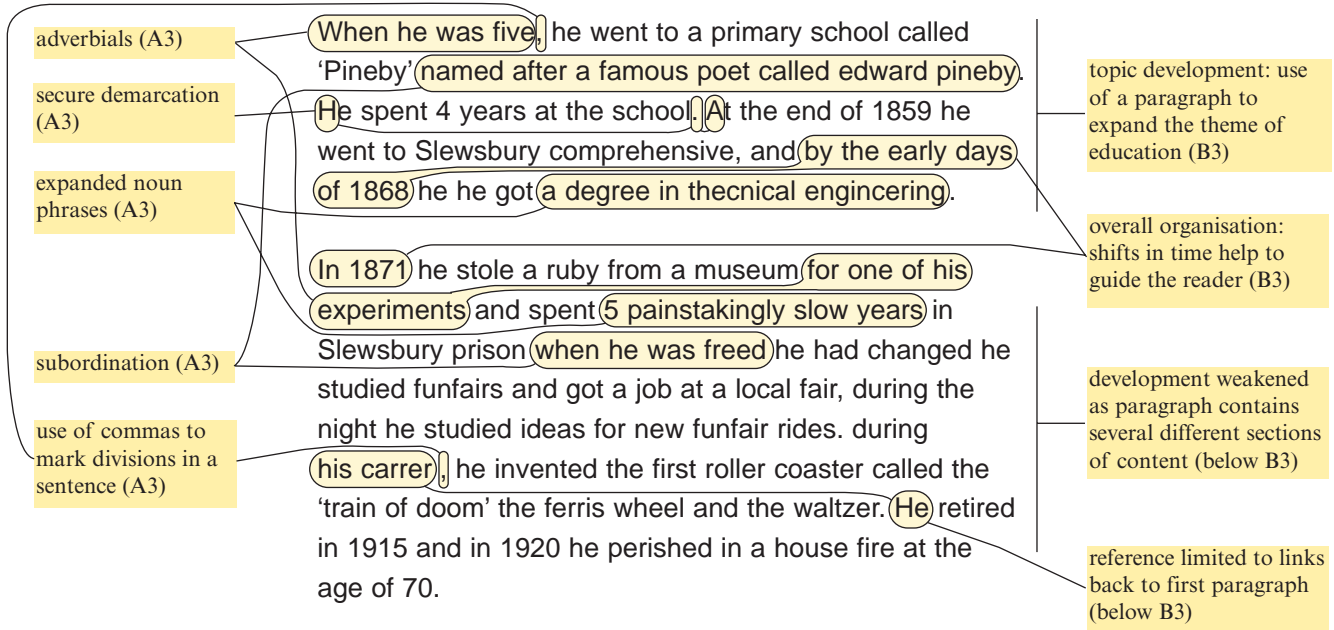 adverbials (A3)
secure demarcation
(A3)
expanded noun
phrases (A3)
subordination (A3)
use of commas to
mark divisions in a
sentence (A3)
When he was five, he went to a primary school called
‘Pineby’ named after a famous poet called edward pineby.
He spent 4 years at the school. At the end of 1859 he
went to Slewsbury comprehensive, and by the early days
of 1868 he he got a degree in thecnical engincering.
In 1871 he stole a ruby from a museum for one of his
experiments and spent 5 painstakingly slow years in
Slewsbury prison when he was freed he had changed he
studied funfairs and got a job at a local fair, during the
night he studied ideas for new funfair rides. during
his carrer , he invented the first roller coaster called the
‘train of doom’ the ferris wheel and the waltzer. He retired
in 1915 and in 1920 he perished in a house fire at the
age of 70.
topic development: use
of a paragraph to
expand the theme of
education (B3)
overall organisation:
shifts in time help to
guide the reader (B3)
development weakened
as paragraph contains
several different sections
of content (below B3)
reference limited to links
back to first paragraph
(below B3)